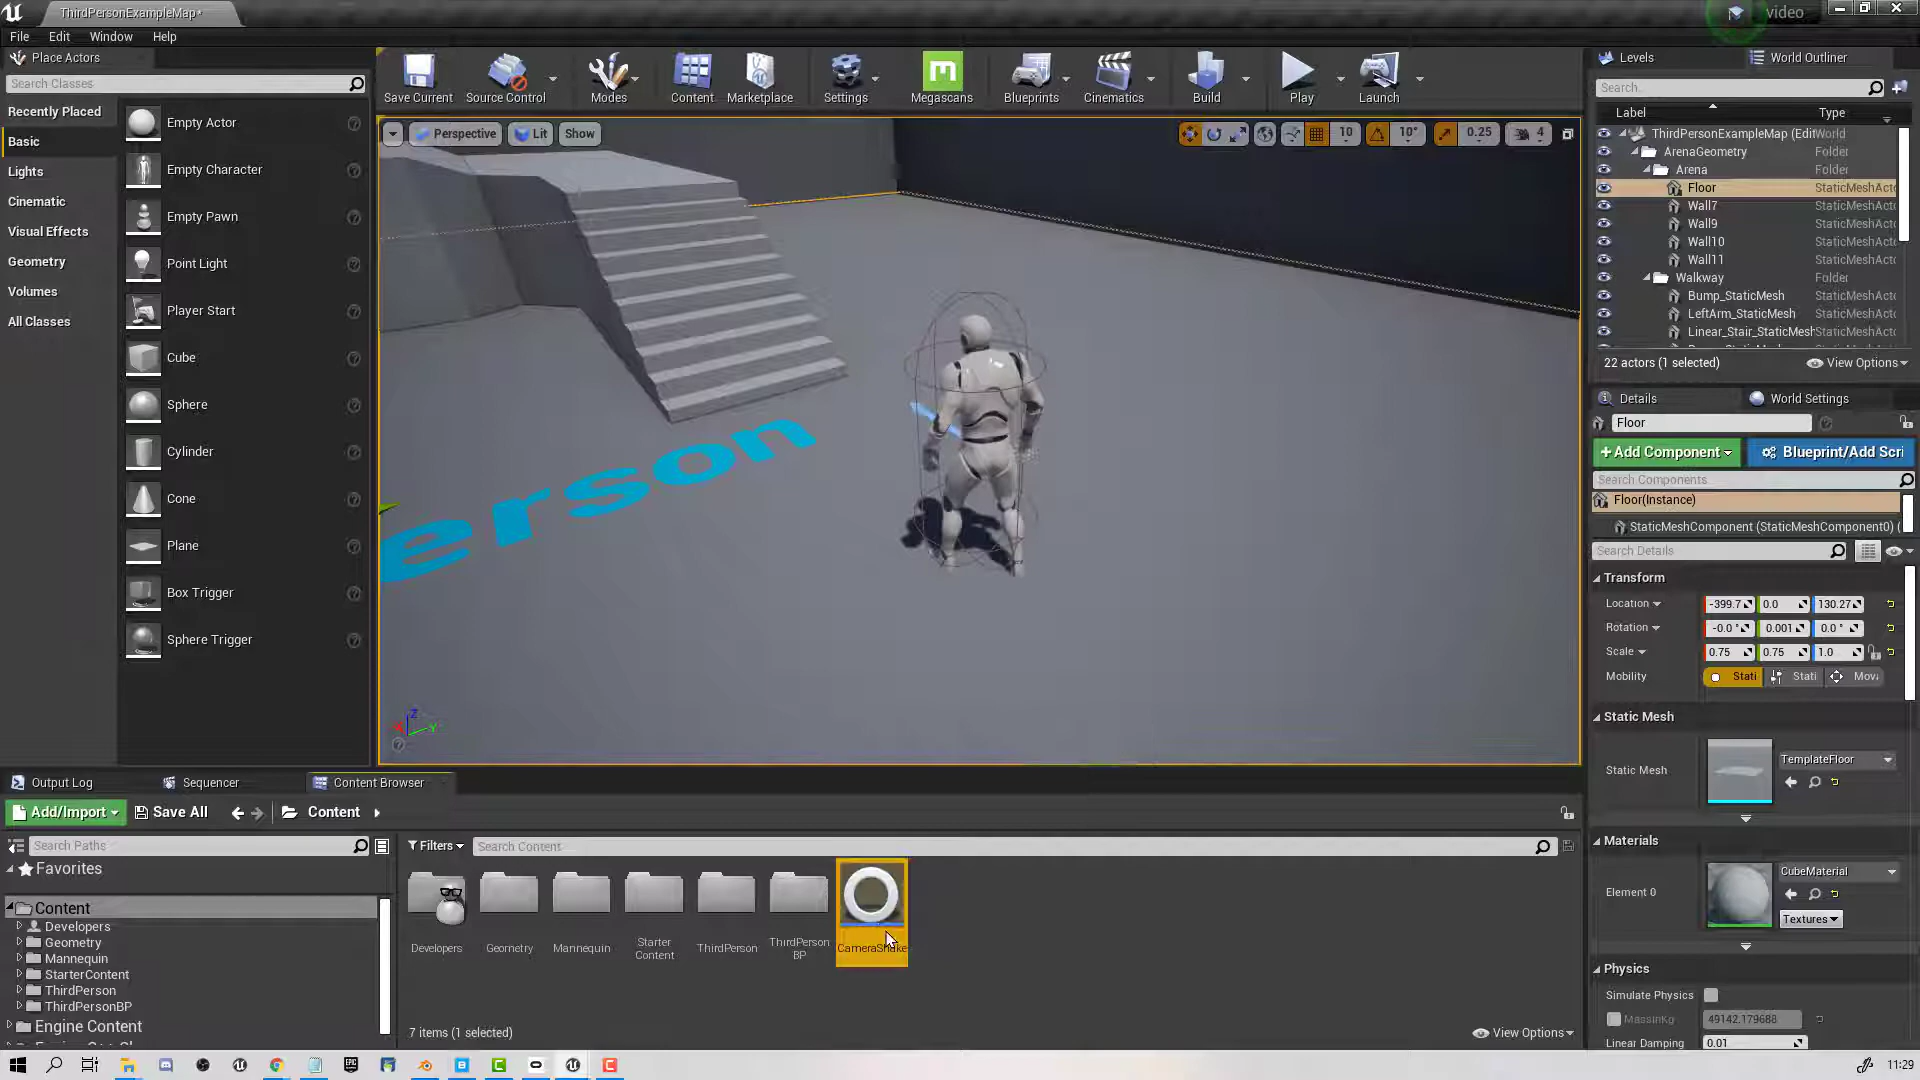 ThirdPersonExampleMap*
video
File Edit Window Help
Place Actors
Search Classes
Recently Placed
Basic
Lights
Cinematic
Visual Effects
Geometry
Volumes
All Classes
Empty Actor
Empty Character
Empty Pawn
Point Light
Player Start
Cube
Sphere
Cylinder
Cone
Plane
Box Trigger
Sphere Trigger
Save Current Source Control Modes Content Marketplace Settings Megascans Blueprints Cinematics Build Play Launch
Perspective Lit Show
10 10° 0.25 4
erson
X Y Z
Levels World Outliner
Search...
Label Type
ThirdPersonExampleMap (Edit World
ArenaGeometry Folder
Arena Folder
Floor StaticMeshActo
Wall7 StaticMeshActo
Wall9 StaticMeshActo
Wall10 StaticMeshActo
Wall11 StaticMeshActo
Walkway Folder
Bump_StaticMesh StaticMeshActo
LeftArm_StaticMesh StaticMeshActo
Linear_Stair_StaticMesh StaticMeshActo
22 actors (1 selected) View Options
Details World Settings
Floor
+Add Component Blueprint/Add Scri
Search Components
Floor(Instance)
StaticMeshComponent (StaticMeshComponent0) (
Search Details
Transform
Location -399.7 0.0 130.27
Rotation -0.0° 0.001 0.0°
Scale 0.75 0.75 1.0
Mobility Stati Stati Mova
Static Mesh
Static Mesh TemplateFloor
Materials
Element 0 CubeMaterial
Textures
Physics
Simulate Physics
MassInKg 49142.179688
Linear Damping 0.01
Output Log Sequencer Content Browser
Add/Import Save All Content
Search Paths
Favorites
Content
Developers
Geometry
Mannequin
StarterContent
ThirdPerson
ThirdPersonBP
Engine Content
Filters Search Content
Developers
Geometry
Mannequin
Starter
Content
ThirdPerson
ThirdPerson
BP
CameraShake
7 items (1 selected) View Options
11:29